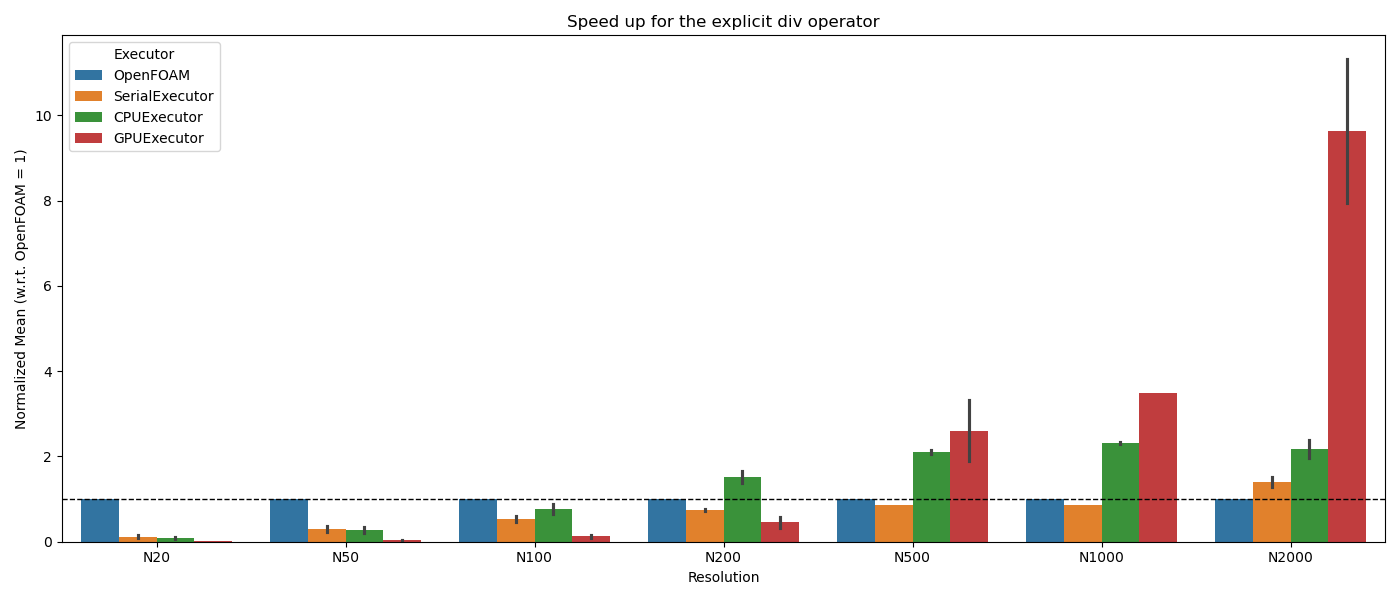 Speed up for the explicit div operator
Executor
OpenFOAM
SerialExecutor
CPUExecutor
GPUExecutor
Normalized Mean (w.r.t. OpenFOAM = 1)
10
8
6
4
2
0
N20
N50
N100
N200
N500
N1000
N2000
Resolution